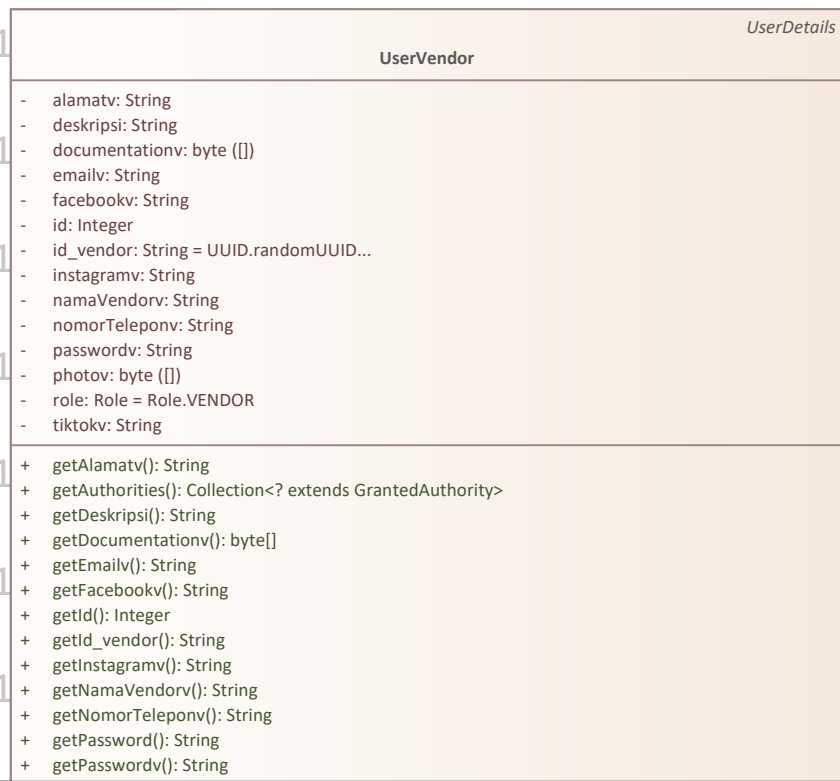 UserDetails
UserVendor
- alamatv: String
- deskripsi: String
- documentationv: byte ([])
- emailv: String
- facebookv: String
- id: Integer
- id_vendor: String = UUID.randomUUID...
- instagramv: String
- namaVendorv: String
- nomorTeleponv: String
- passwordv: String
- photov: byte ([])
- role: Role = Role.VENDOR
- tiktokv: String
+ getAlamatv(): String
+ getAuthorities(): Collection<? extends GrantedAuthority>
+ getDeskripsi(): String
+ getDocumentationv(): byte[]
+ getEmailv(): String
+ getFacebookv(): String
+ getId(): Integer
+ getId_vendor(): String
+ getInstagramv(): String
+ getNamaVendorv(): String
+ getNomorTeleponv(): String
+ getPassword(): String
+ getPasswordv(): String